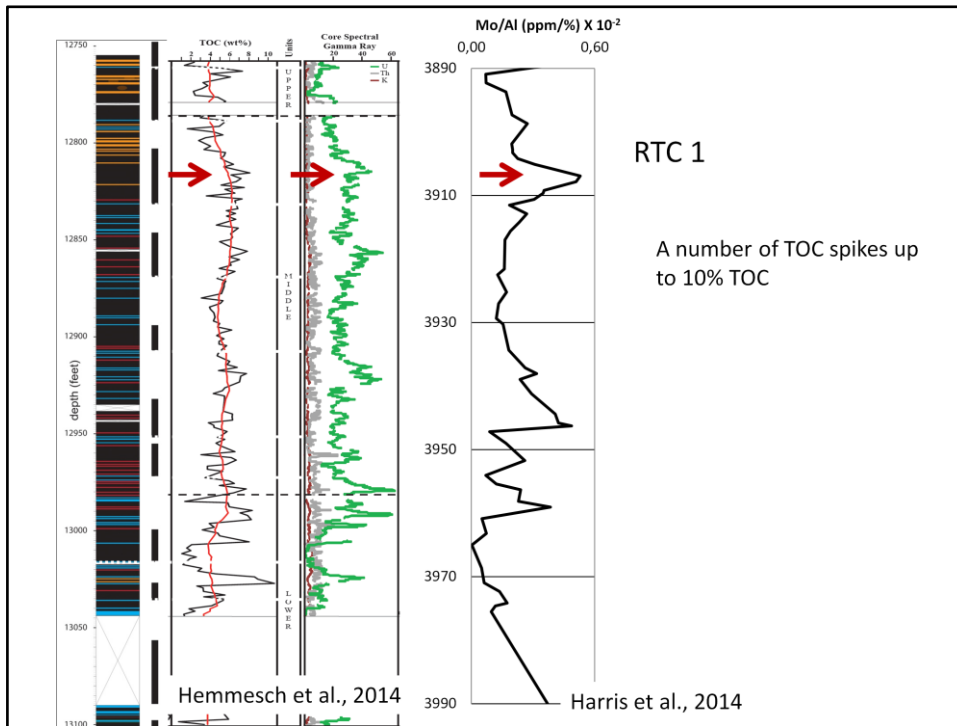 Mo/Al (ppm/%) X 10-2
0,00 0,60
TOC (wt%)
2 4 6 8 10
Units
Core Spectral
Gamma Ray
20 40 60
U
Th
K
depth (feet)
12750
12800
12850
12900
12950
13000
13050
13100
UPPER
MIDDLE
LOWER
3890
3910
3930
3950
3970
3990
RTC 1
A number of TOC spikes up
to 10% TOC
Hemmesch et al., 2014
Harris et al., 2014